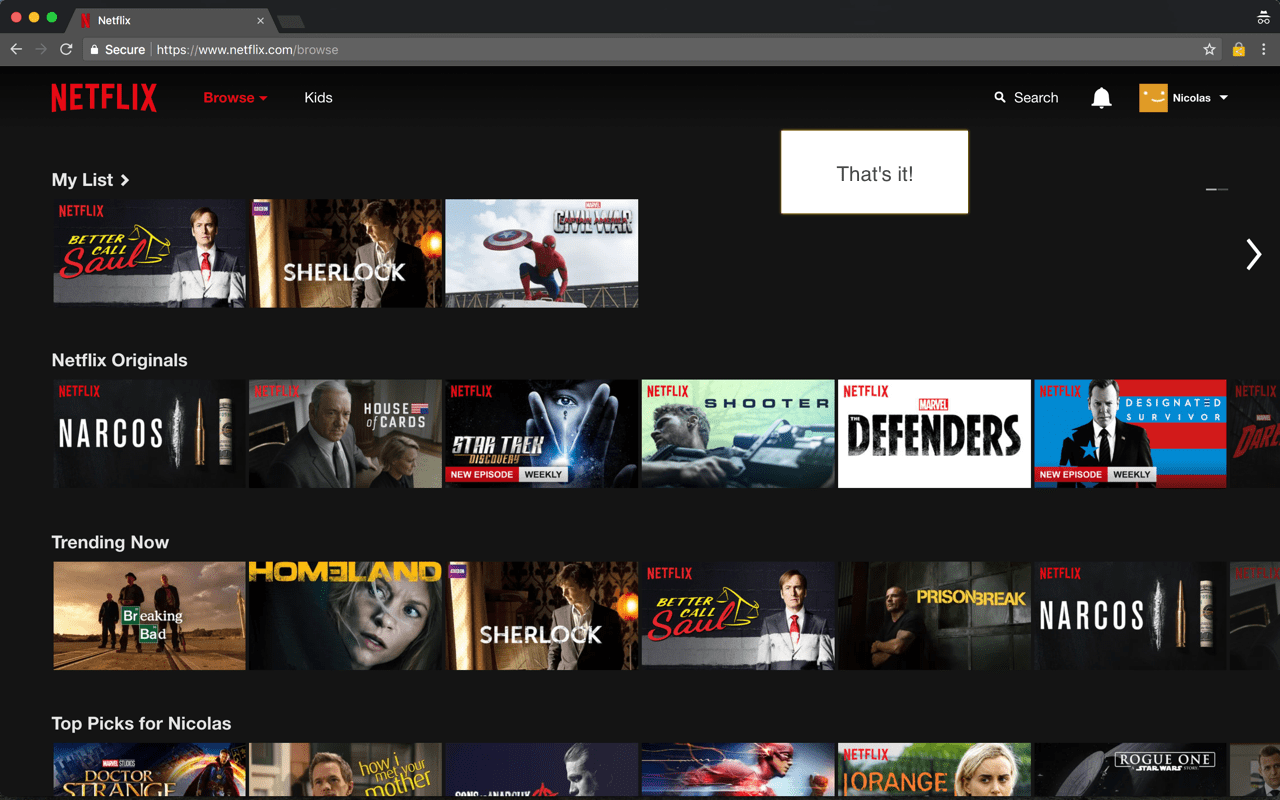 Netflix
Secure https://www.netflix.com/browse
NETFLIX Browse Kids Search Nicolas
That's it!
My List
NETFLIX
BETTER
CALL
Saul
BBC
SHERLOCK
MARVEL
CAPTAIN AMERICA
CIVIL WAR
Netflix Originals
NETFLIX
NARCOS
NETFLIX
HOUSE
of CARDS
NETFLIX
STAR TREK
DISCOVERY
NEW EPISODE WEEKLY
NETFLIX
SHOOTER
NETFLIX
MARVEL
THE
DEFENDERS
NETFLIX
DESIGNATED
SURVIVOR
NEW EPISODE WEEKLY
NETFLIX
MARVEL
DARE
Trending Now
Breaking
Bad
HOMELAND
BBC
SHERLOCK
NETFLIX
BETTER
CALL
Saul
PRISON BREAK
NETFLIX
NARCOS
NETFLIX
Top Picks for Nicolas
MARVEL STUDIOS
DOCTOR
STRANGE
how i
met your
mother
SONS OF ANARCHY
NETFLIX
ORANGE
ROGUE ONE
A STAR WARS STORY